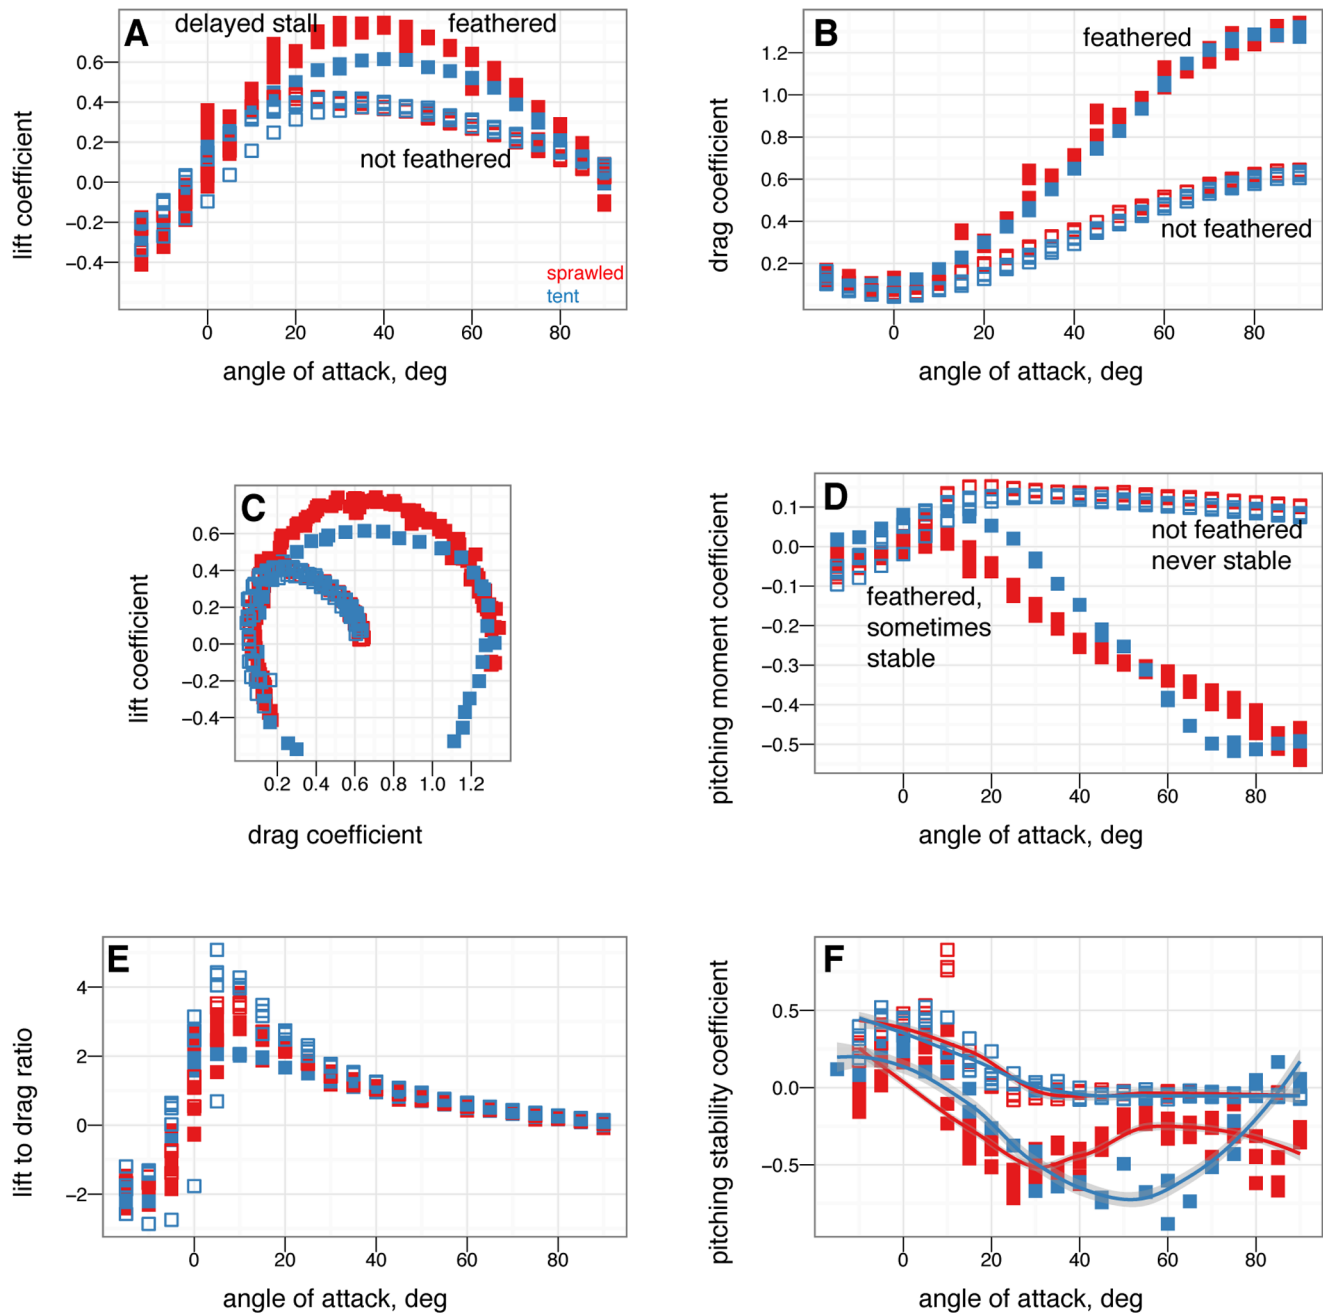 A
delayed stall
feathered
not feathered
sprawled
tent
lift coefficient
0.6
0.4
0.2
0.0
−0.2
−0.4
0 20 40 60 80
angle of attack, deg
B
feathered
not feathered
drag coefficient
1.2
1.0
0.8
0.6
0.4
0.2
0 20 40 60 80
angle of attack, deg
C
lift coefficient
0.6
0.4
0.2
0.0
−0.2
−0.4
0.2 0.4 0.6 0.8 1.0 1.2
drag coefficient
D
not feathered
never stable
feathered,
sometimes
stable
pitching moment coefficient
0.1
0.0
−0.1
−0.2
−0.3
−0.4
−0.5
0 20 40 60 80
angle of attack, deg
E
lift to drag ratio
4
2
0
−2
0 20 40 60 80
angle of attack, deg
F
pitching stability coefficient
0.5
0.0
−0.5
0 20 40 60 80
angle of attack, deg